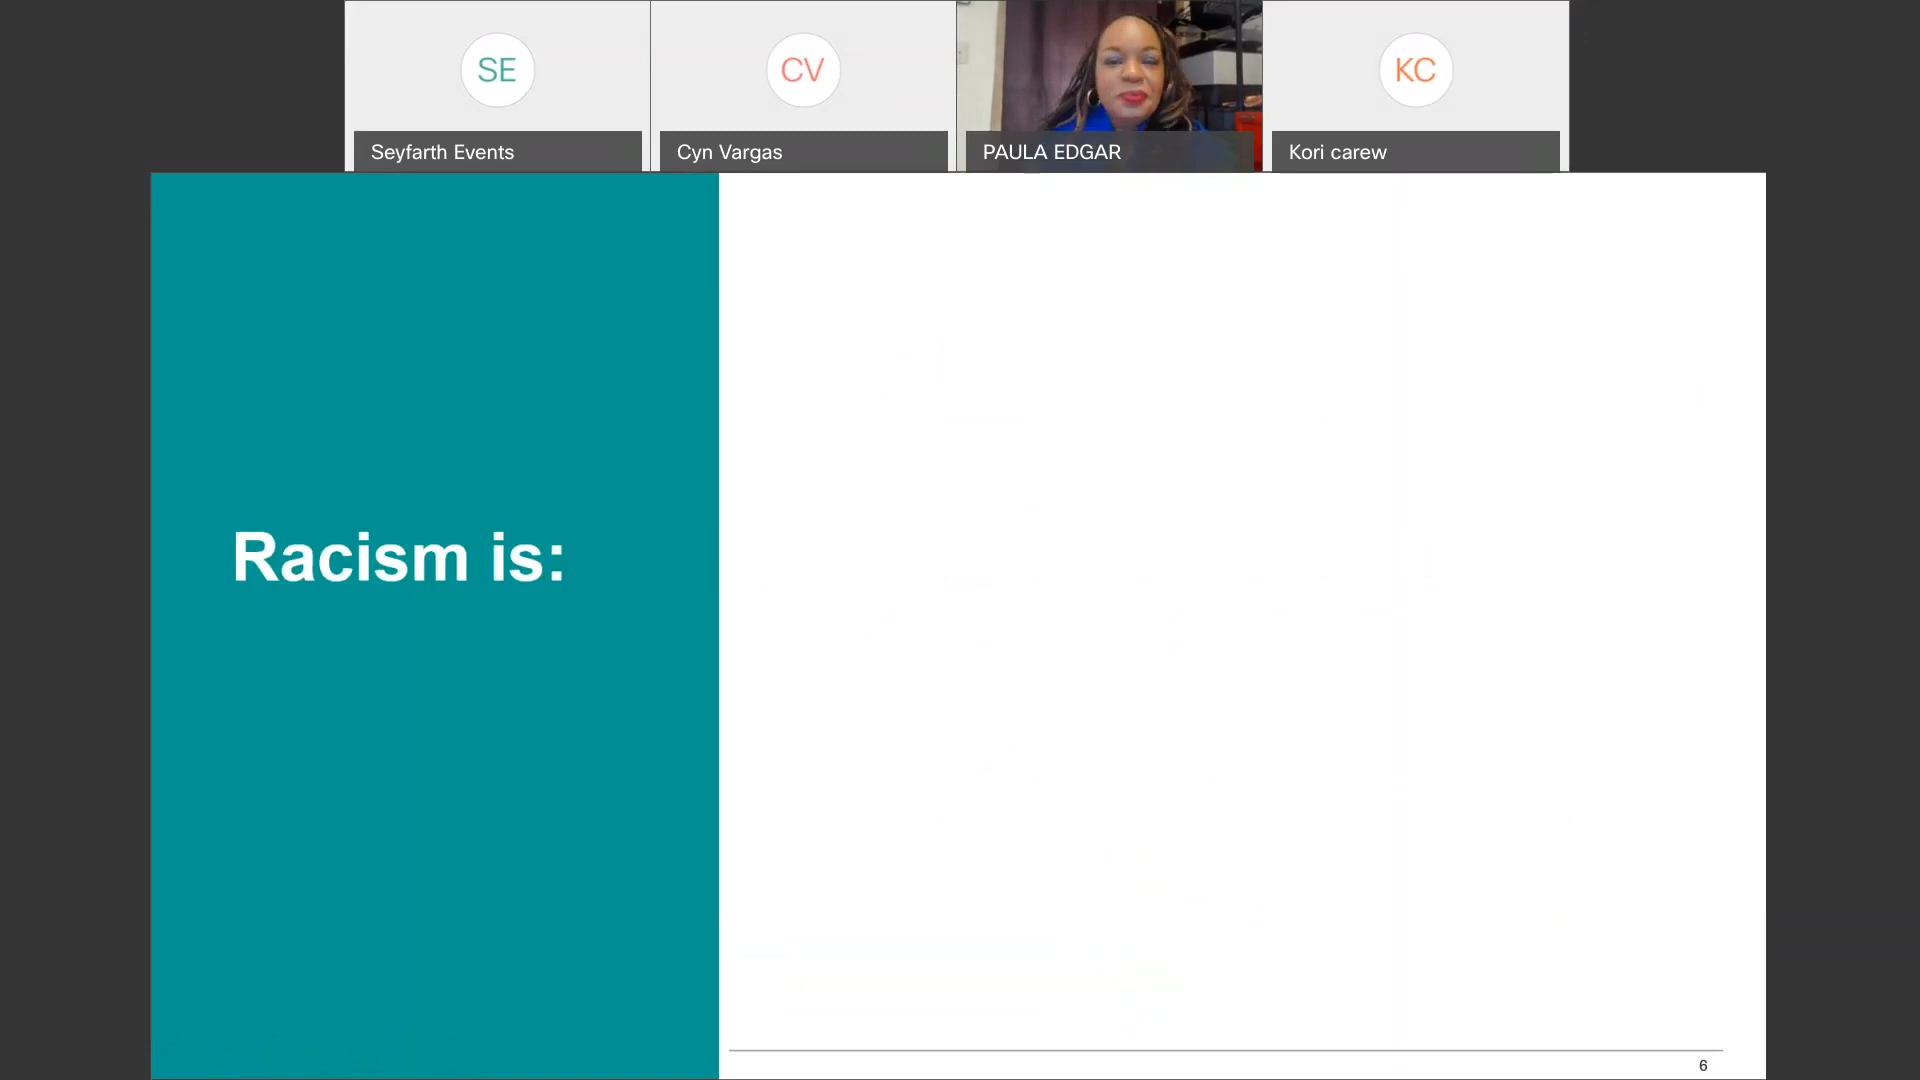 SE
CV
KC
Seyfarth Events
Cyn Vargas
PAULA EDGAR
Kori carew
Racism is:
6